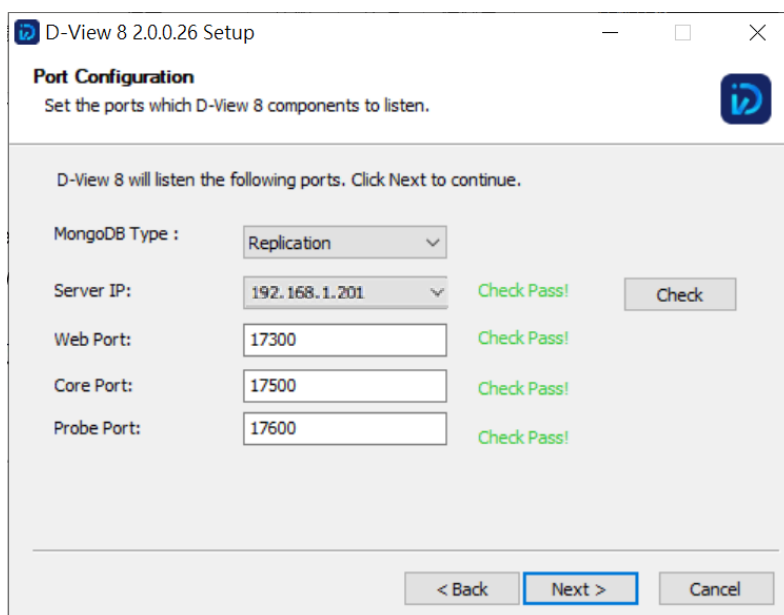 D-View 8 2.0.0.26 Setup
Port Configuration
Set the ports which D-View 8 components to listen.
D-View 8 will listen the following ports. Click Next to continue.
MongoDB Type : Replication
Server IP: 192.168.1.201 Check Pass! Check
Web Port: 17300 Check Pass!
Core Port: 17500 Check Pass!
Probe Port: 17600 Check Pass!
< Back Next > Cancel